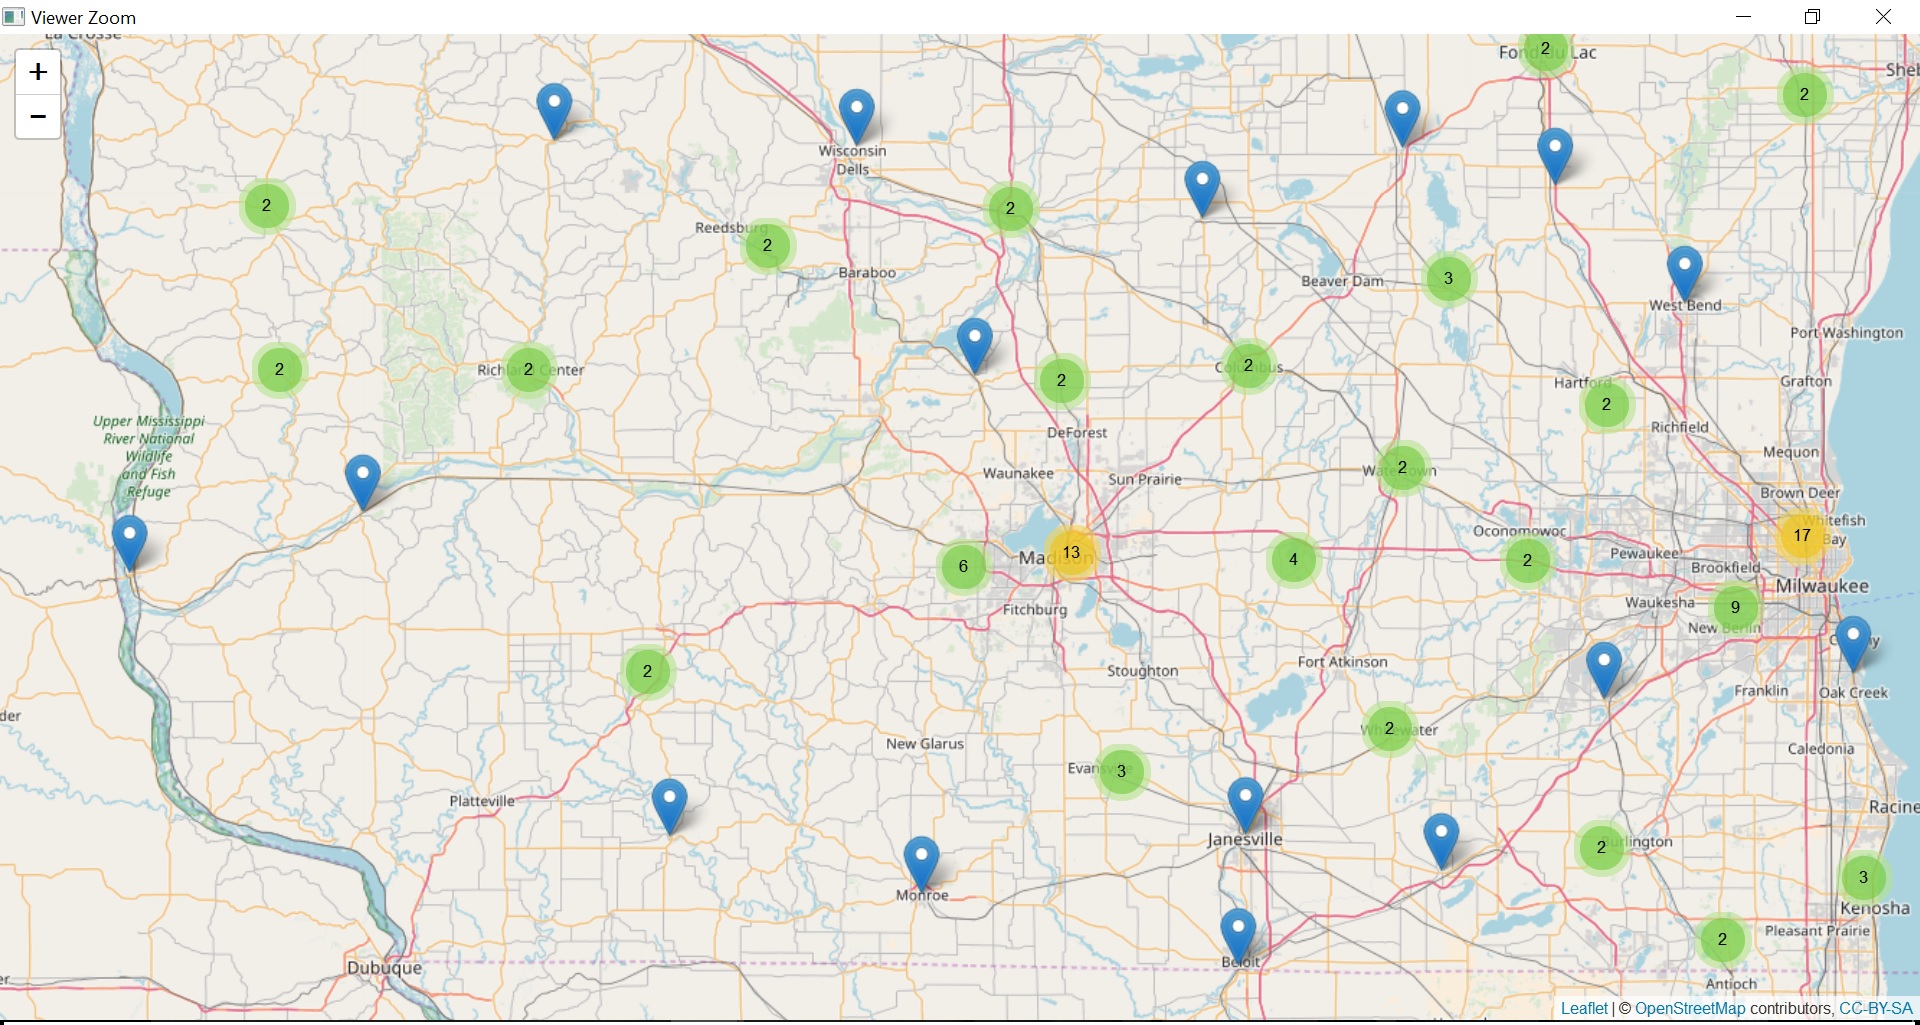 Viewer Zoom
La Crosse
+
−
2
Fond du Lac
2
Sheb
Wisconsin
Dells
2
2
Reedsburg
2
Baraboo
Beaver Dam
3
West Bend
Port Washington
2
Richland Center
2
2
Columbus
2
Hartford
2
Grafton
Upper Mississippi
River National
Wildlife
and Fish
Refuge
DeForest
Richfield
Mequon
Waunakee
Sun Prairie
Watertown
2
Brown Deer
Whitefish
Bay
17
Oconomowoc
2
Pewaukee
Brookfield
6
Madison
13
4
Milwaukee
Waukesha
9
New Berlin
Fitchburg
Stoughton
Fort Atkinson
2
Franklin
Oak Creek
der
New Glarus
Whitewater
2
Caledonia
Evansville
3
Platteville
Racine
Janesville
2
Burlington
3
Monroe
Kenosha
Pleasant Prairie
2
Beloit
Dubuque
er
Antioch
Leaflet | © OpenStreetMap contributors, CC-BY-SA